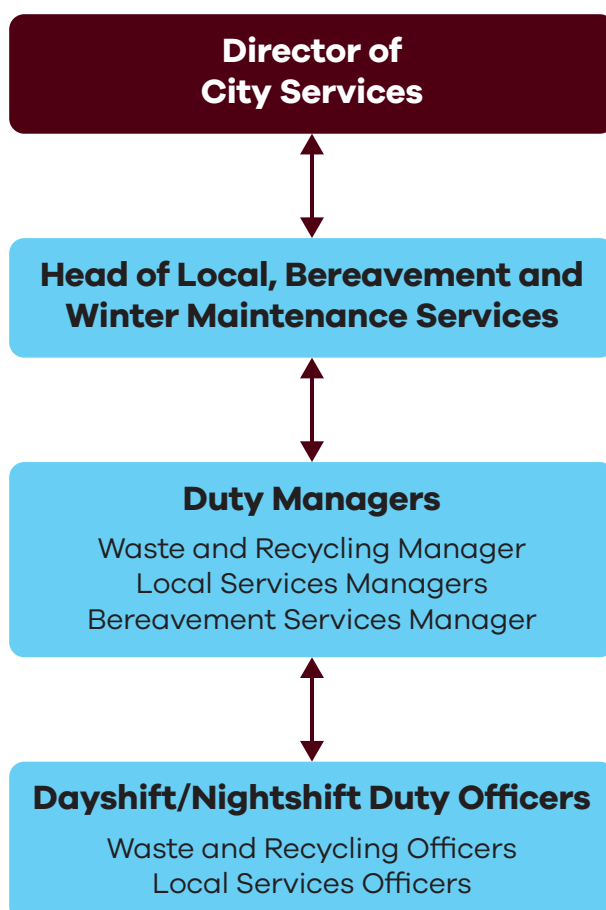 Director of
City Services
Head of Local, Bereavement and
Winter Maintenance Services
Duty Managers
Waste and Recycling Manager
Local Services Managers
Bereavement Services Manager
Dayshift/Nightshift Duty Officers
Waste and Recycling Officers
Local Services Officers